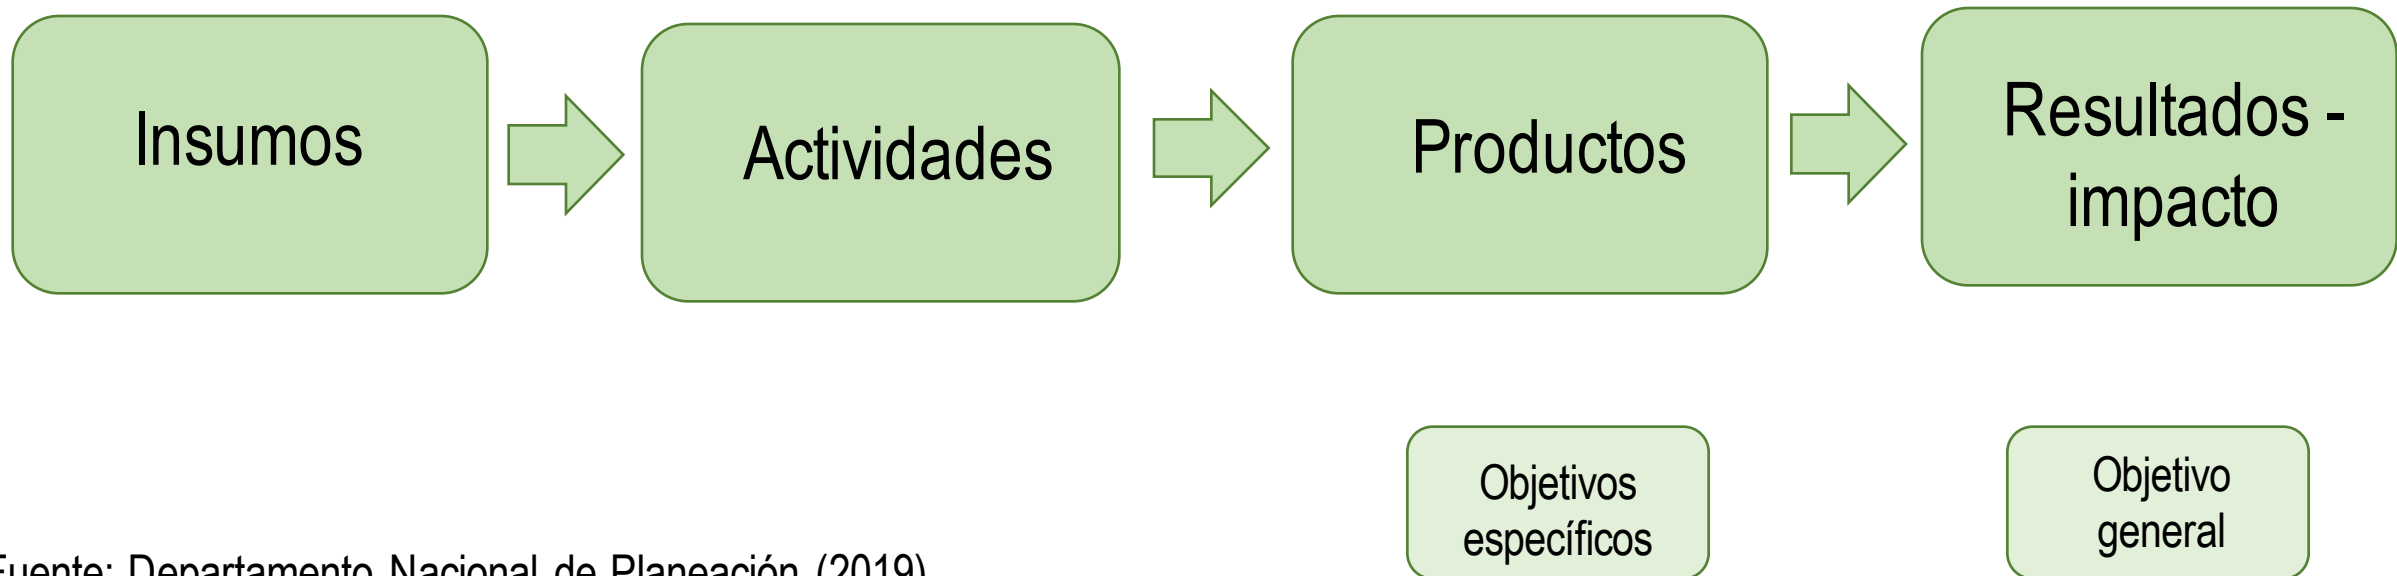 Insumos
Actividades
Productos
Resultados -
impacto
Objetivos
específicos
Objetivo
general
Fuente: Departamento Nacional de Planeación (2019)